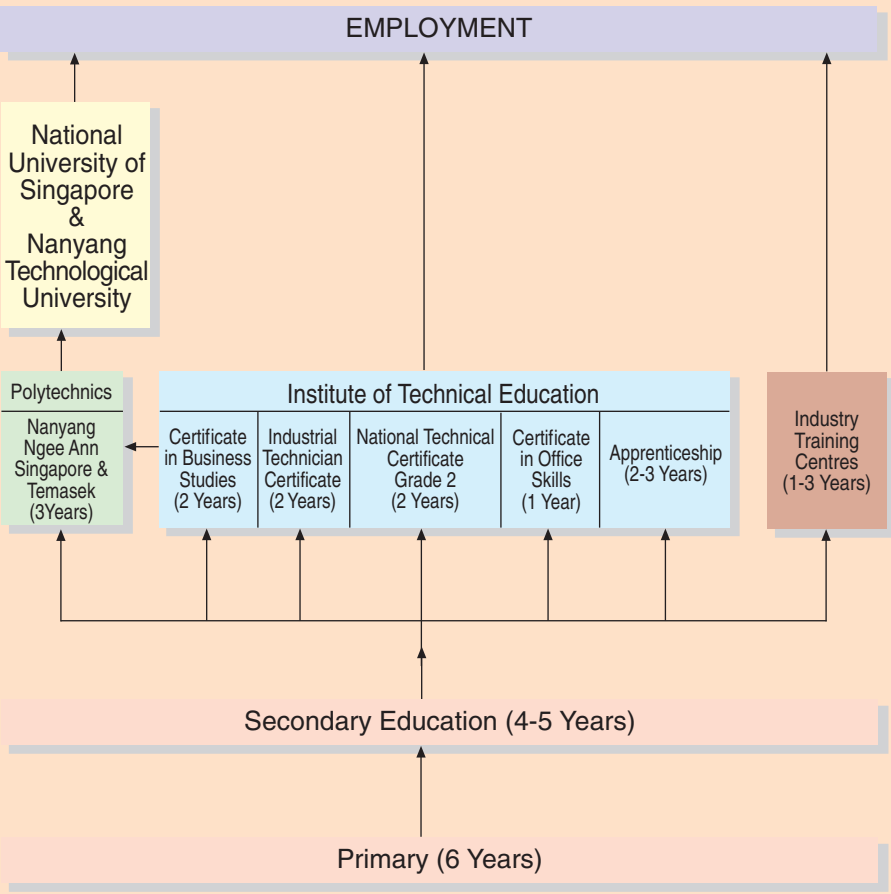 EMPLOYMENT
National
University of
Singapore
&
Nanyang
Technological
University
Polytechnics
Nanyang
Ngee Ann
Singapore &
Temasek
(3Years)
Institute of Technical Education
Certificate
in Business
Studies
(2 Years)
Industrial
Technician
Certificate
(2 Years)
National Technical
Certificate
Grade 2
(2 Years)
Certificate
in Office
Skills
(1 Year)
Apprenticeship
(2-3 Years)
Industry
Training
Centres
(1-3 Years)
Secondary Education (4-5 Years)
Primary (6 Years)